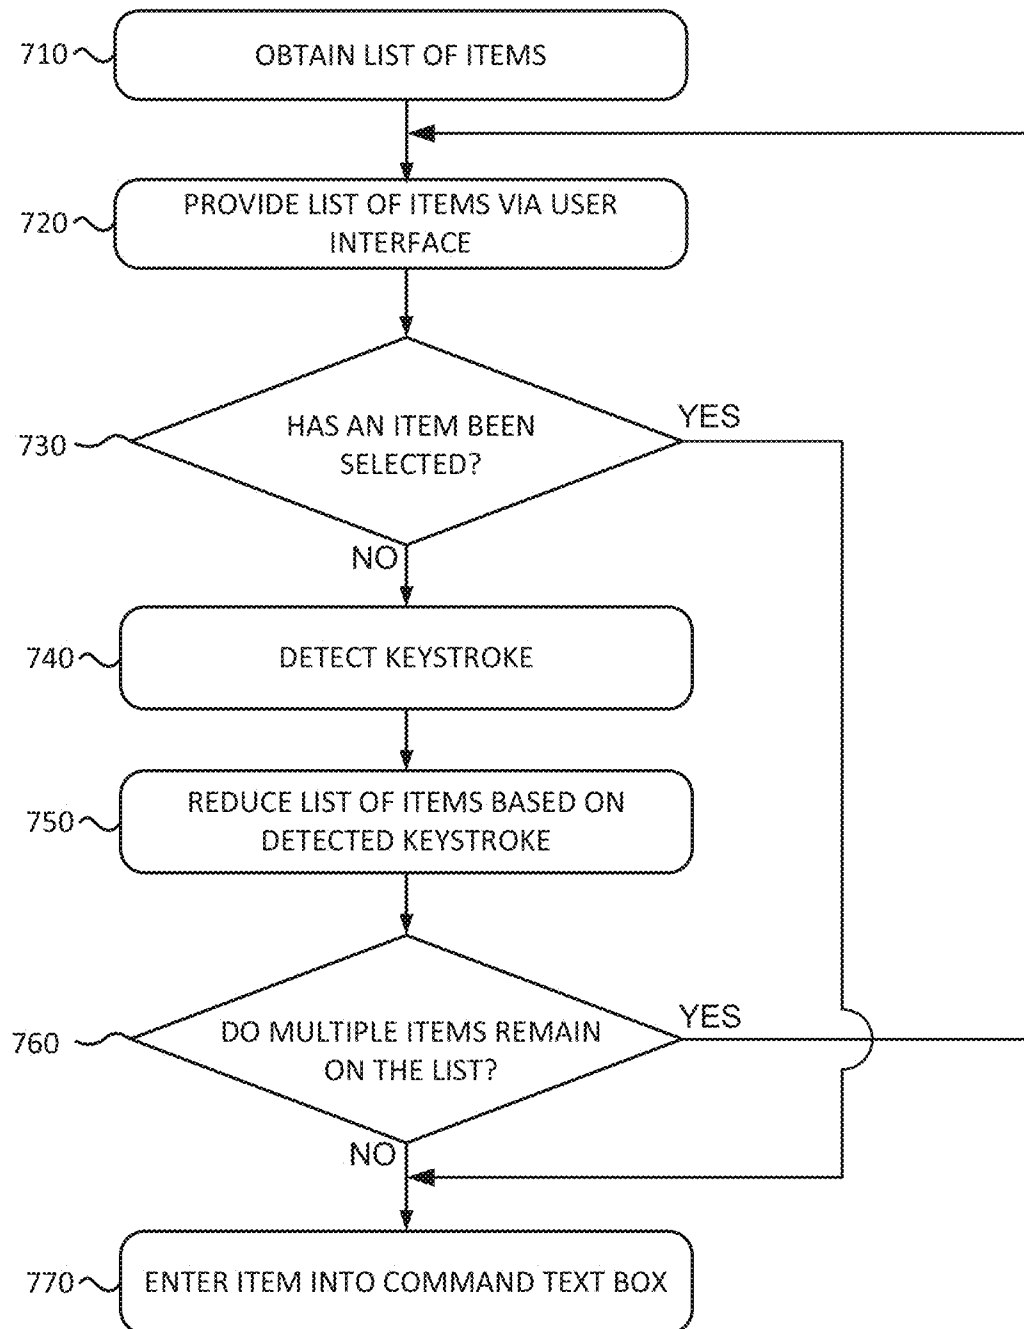 710
OBTAIN LIST OF ITEMS
720
PROVIDE LIST OF ITEMS VIA USER
INTERFACE
730
HAS AN ITEM BEEN
SELECTED?
YES
NO
740
DETECT KEYSTROKE
750
REDUCE LIST OF ITEMS BASED ON
DETECTED KEYSTROKE
760
DO MULTIPLE ITEMS REMAIN
ON THE LIST?
YES
NO
770
ENTER ITEM INTO COMMAND TEXT BOX